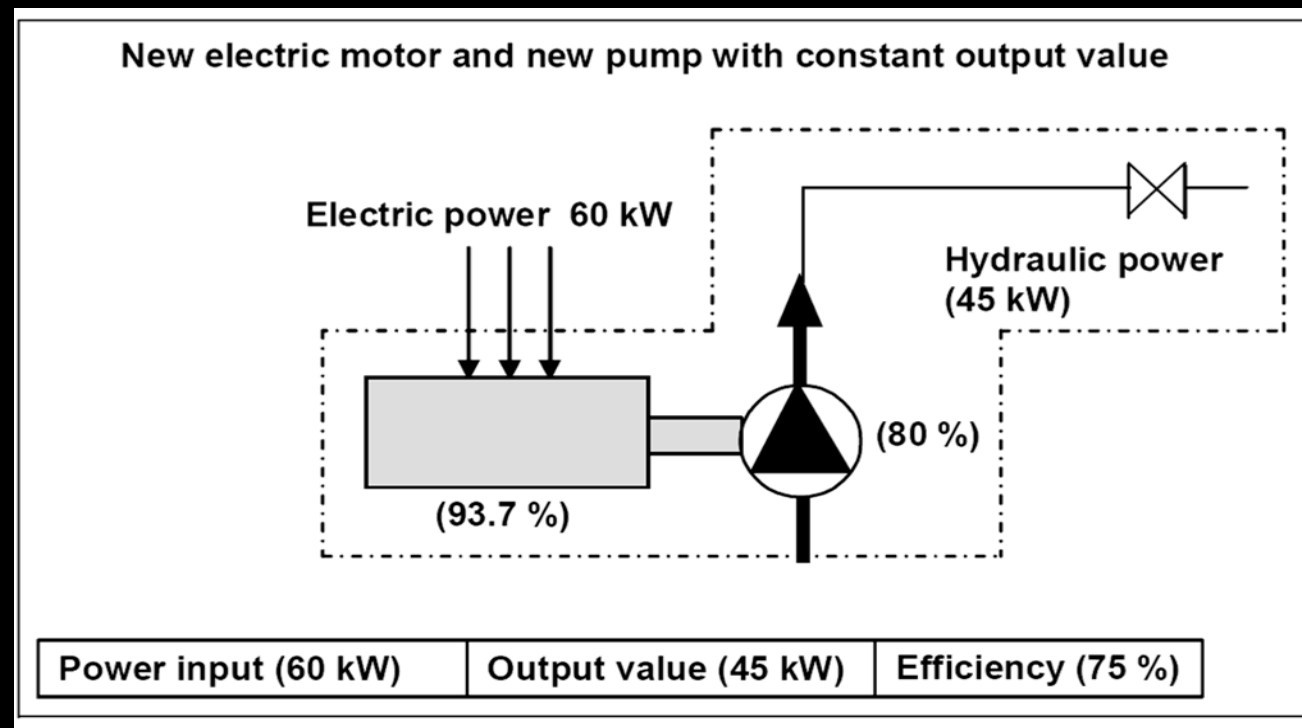 New electric motor and new pump with constant output value
Electric power 60 kW
Hydraulic power
(45 kW)
(80 %)
(93.7 %)
Power input (60 kW)
Output value (45 kW)
Efficiency (75 %)